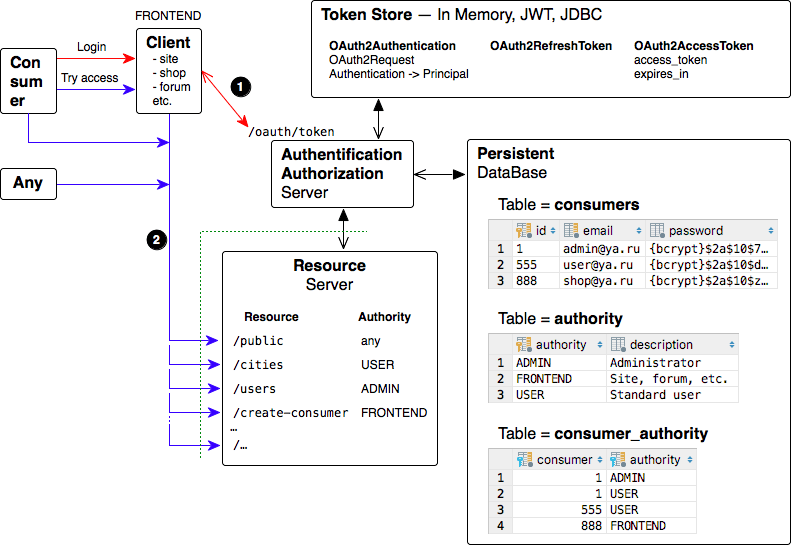 FRONTEND
Token Store — In Memory, JWT, JDBC
OAuth2Authentication OAuth2RefreshToken OAuth2AccessToken
OAuth2Request access_token
Authentication -> Principal expires_in
Con
sum
er
Login
Try access
Client
- site
- shop
- forum
etc.
1
/oauth/token
Any
2
Authentification
Authorization
Server
Resource
Server
Resource Authority
/public any
/cities USER
/users ADMIN
/create-consumer FRONTEND
...
/...
Persistent
DataBase
Table = consumers
id email password
1 1 admin@ya.ru {bcrypt}$2a$10$7...
2 555 user@ya.ru {bcrypt}$2a$10$d...
3 888 shop@ya.ru {bcrypt}$2a$10$z...
Table = authority
authority description
1 ADMIN Administrator
2 FRONTEND Site, forum, etc.
3 USER Standard user
Table = consumer_authority
consumer authority
1 1 ADMIN
2 1 USER
3 555 USER
4 888 FRONTEND